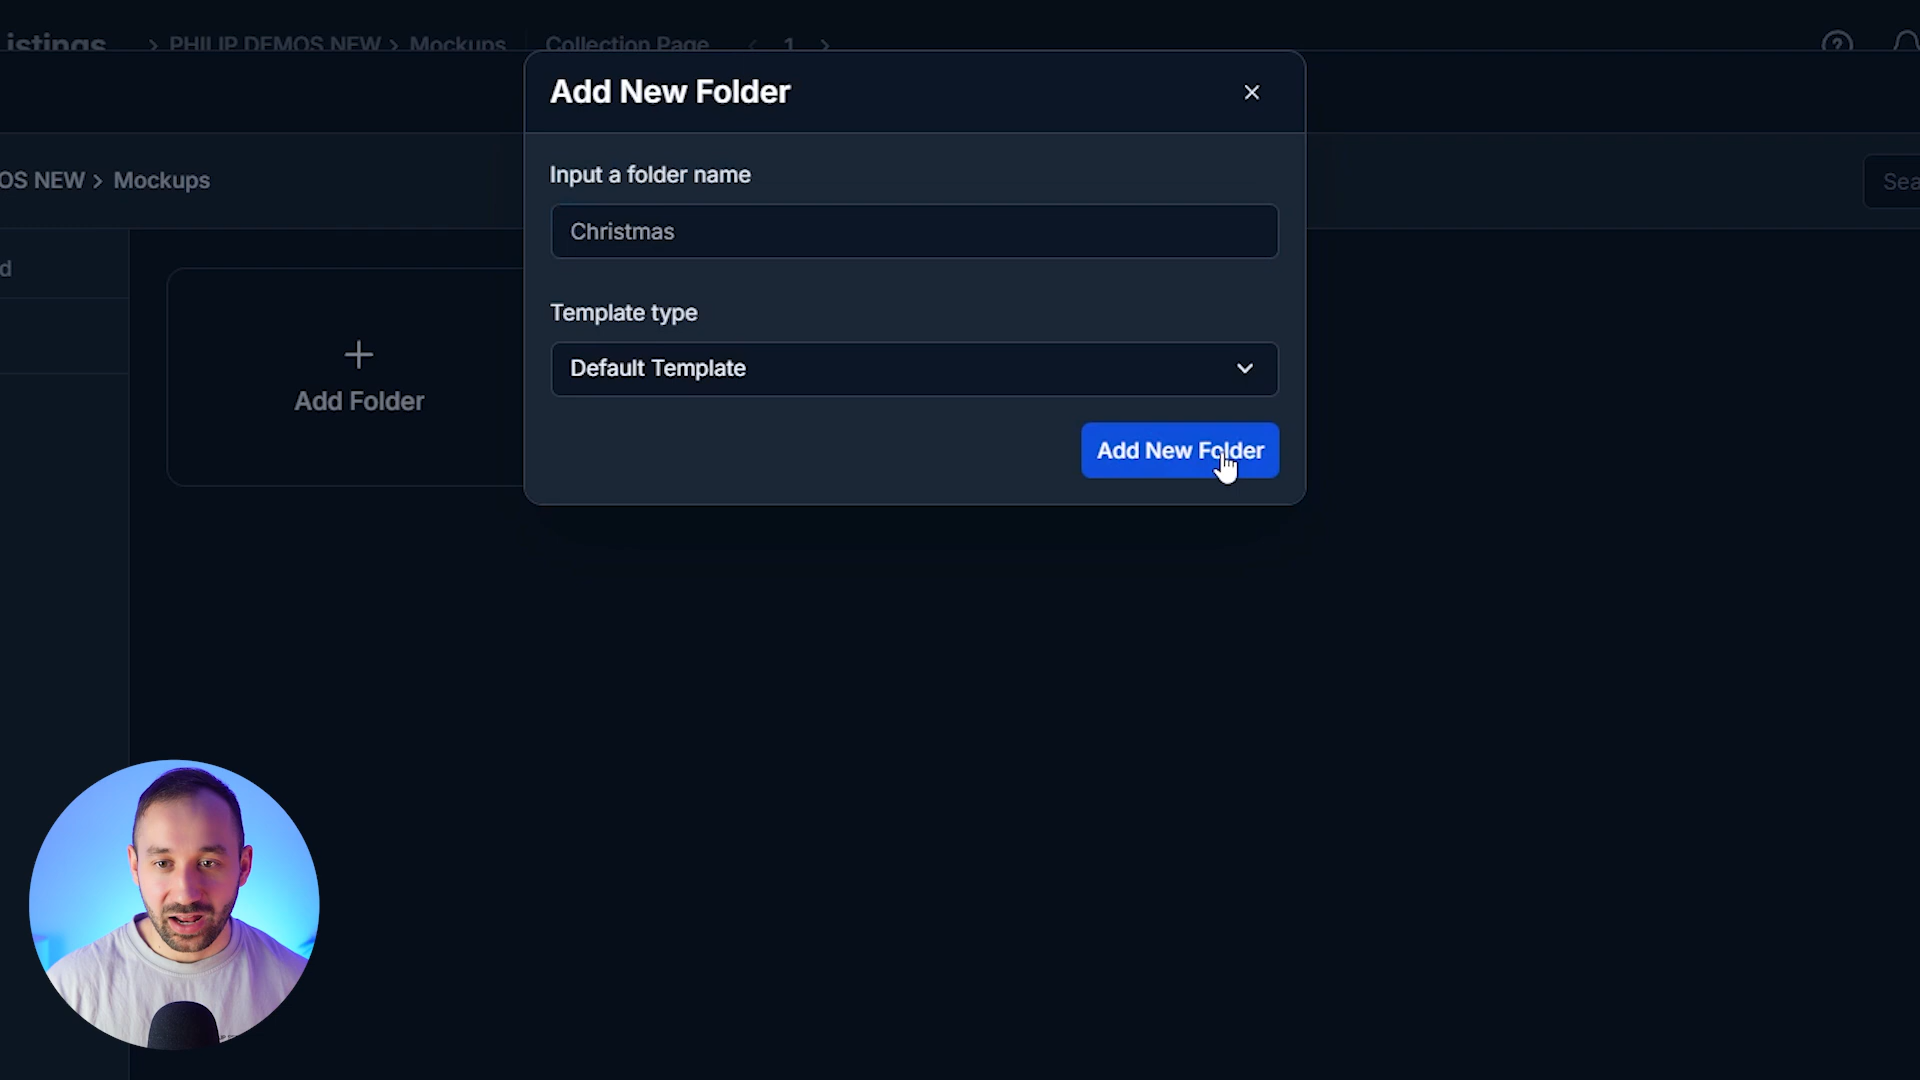 istings > PHILIP DEMOS NEW > Mockups Collection Page < 1 >
Add New Folder
Input a folder name
OS NEW > Mockups
Sea
Christmas
d
Template type
Default Template
Add Folder
Add New Folder